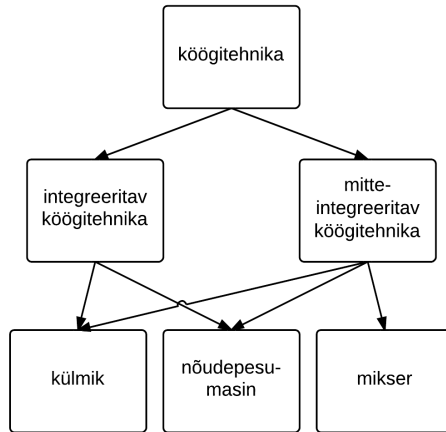 köögitehnika
integreeritav
köögitehnika
mitte-
integreeritav
köögitehnika
külmik
nõudepesu-
masin
mikser